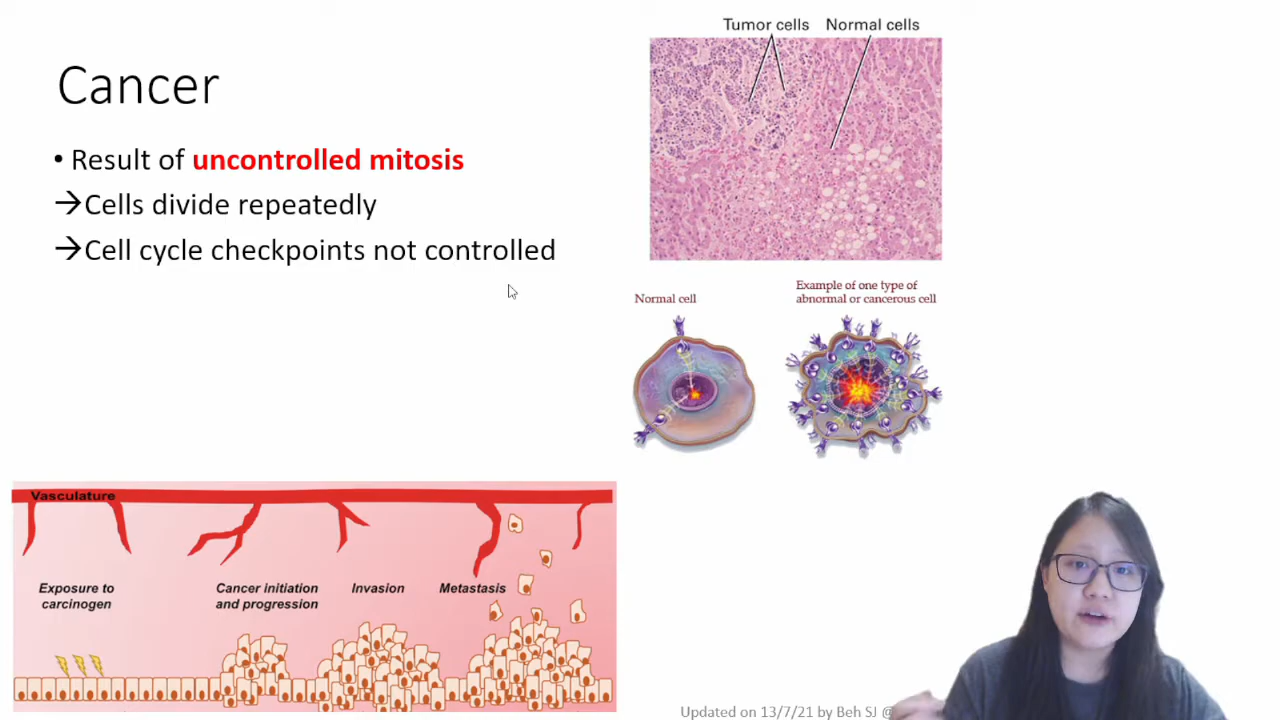 Cancer
• Result of uncontrolled mitosis
→Cells divide repeatedly
→Cell cycle checkpoints not controlled
Tumor cells Normal cells
Normal cell
Example of one type of
abnormal or cancerous cell
Vasculature
Exposure to
carcinogen
Cancer initiation
and progression
Invasion
Metastasis
Updated on 13/7/21 by Beh SJ @